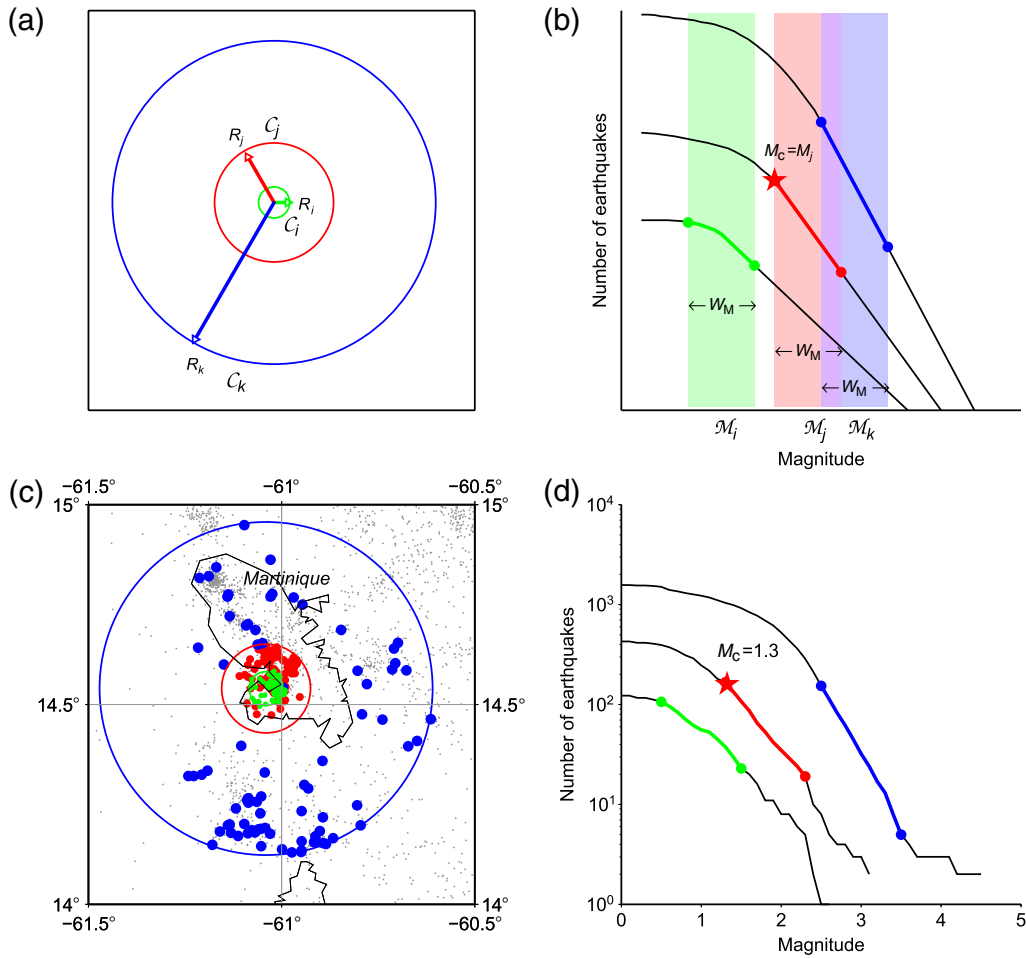 (a)
R_j
C_j
R_i
C_i
R_k
C_k
(b)
Number of earthquakes
M_c=M_j
← W_M →
← W_M →
← W_M →
M_i
M_j
M_k
Magnitude
(c)
−61.5° −61° −60.5°
15° 15°
Martinique
14.5° 14.5°
14° 14°
−61.5° −61° −60.5°
(d)
Number of earthquakes
10^4
10^3
10^2
10^1
10^0
M_c=1.3
0 1 2 3 4 5
Magnitude